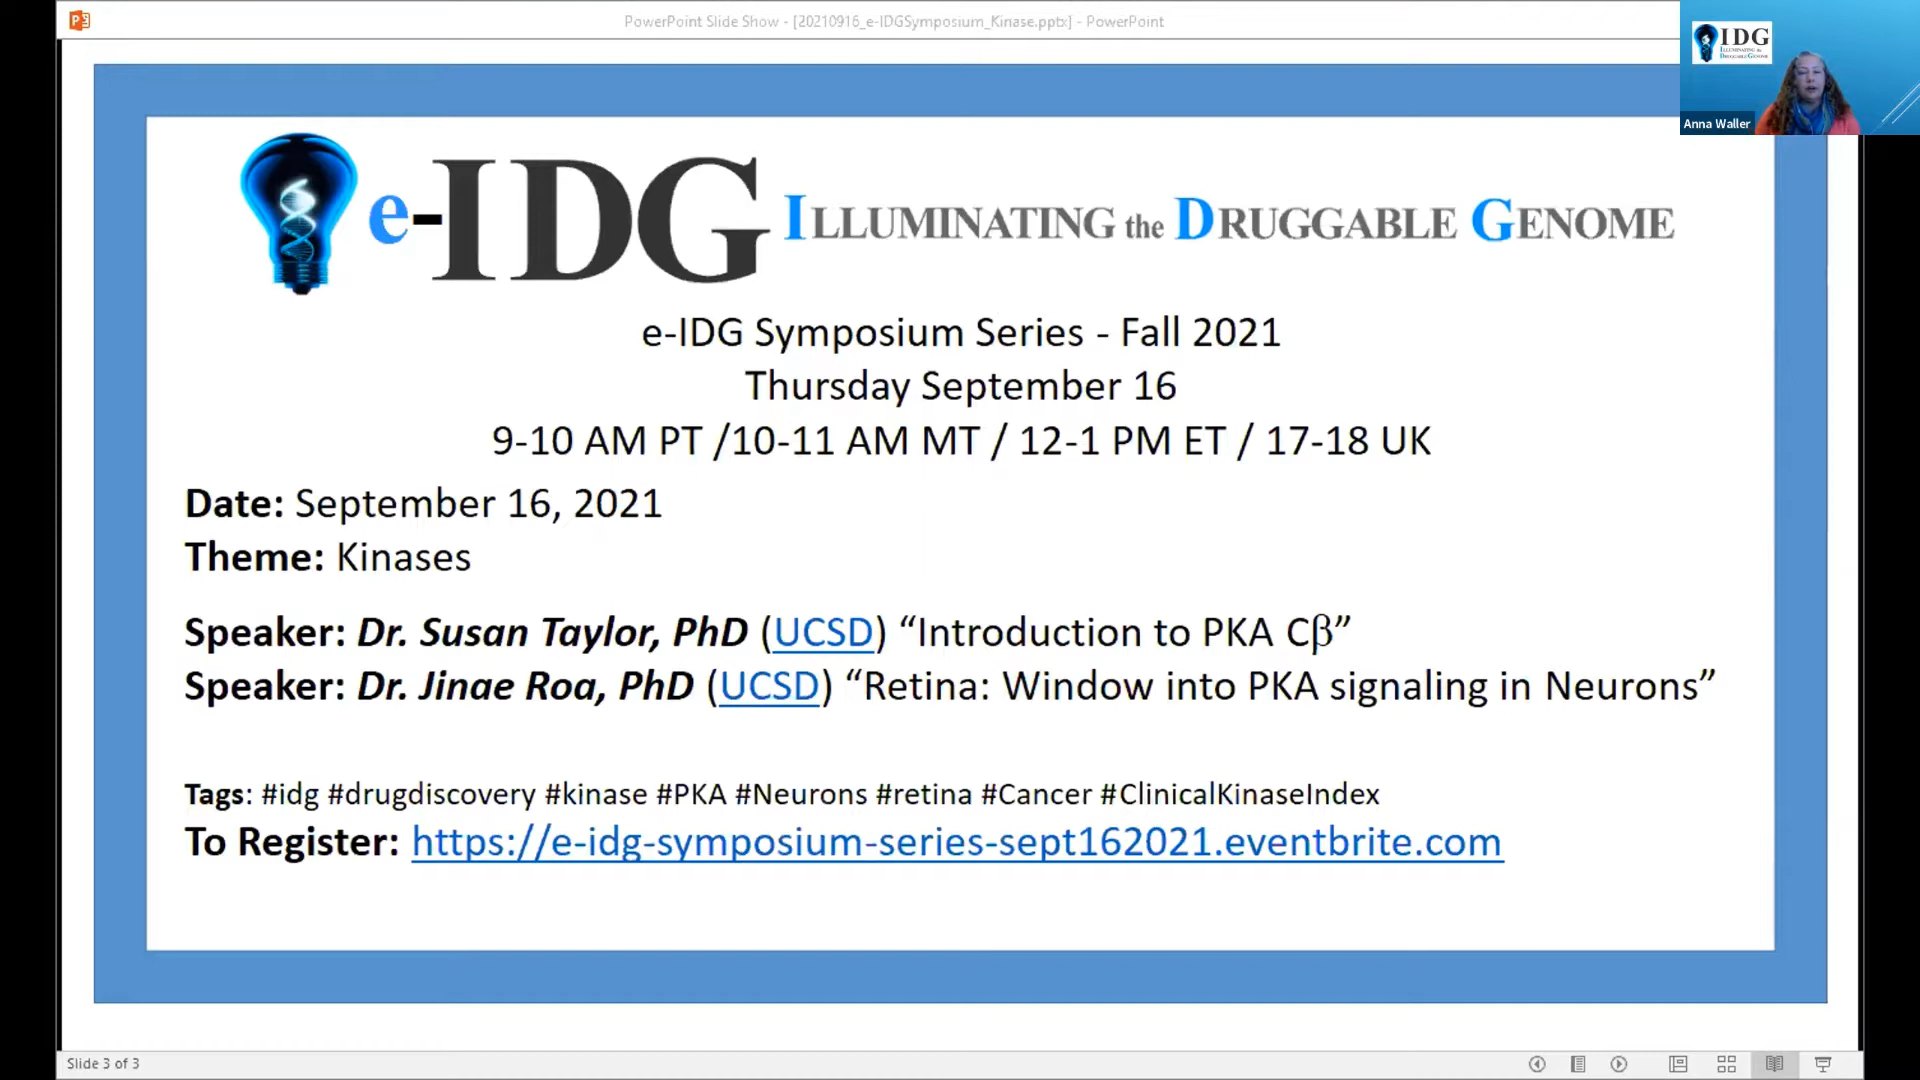 PowerPoint Slide Show - [20210916_e-IDGSymposium_Kinase.pptx] - PowerPoint
IDG
ILLUMINATING the
DRUGGABLE GENOME
Anna Waller
e-IDG ILLUMINATING the DRUGGABLE GENOME
e-IDG Symposium Series - Fall 2021
Thursday September 16
9-10 AM PT /10-11 AM MT / 12-1 PM ET / 17-18 UK
Date: September 16, 2021
Theme: Kinases
Speaker: Dr. Susan Taylor, PhD (UCSD) “Introduction to PKA Cβ”
Speaker: Dr. Jinae Roa, PhD (UCSD) “Retina: Window into PKA signaling in Neurons”
Tags: #idg #drugdiscovery #kinase #PKA #Neurons #retina #Cancer #ClinicalKinaseIndex
To Register: https://e-idg-symposium-series-sept162021.eventbrite.com
Slide 3 of 3